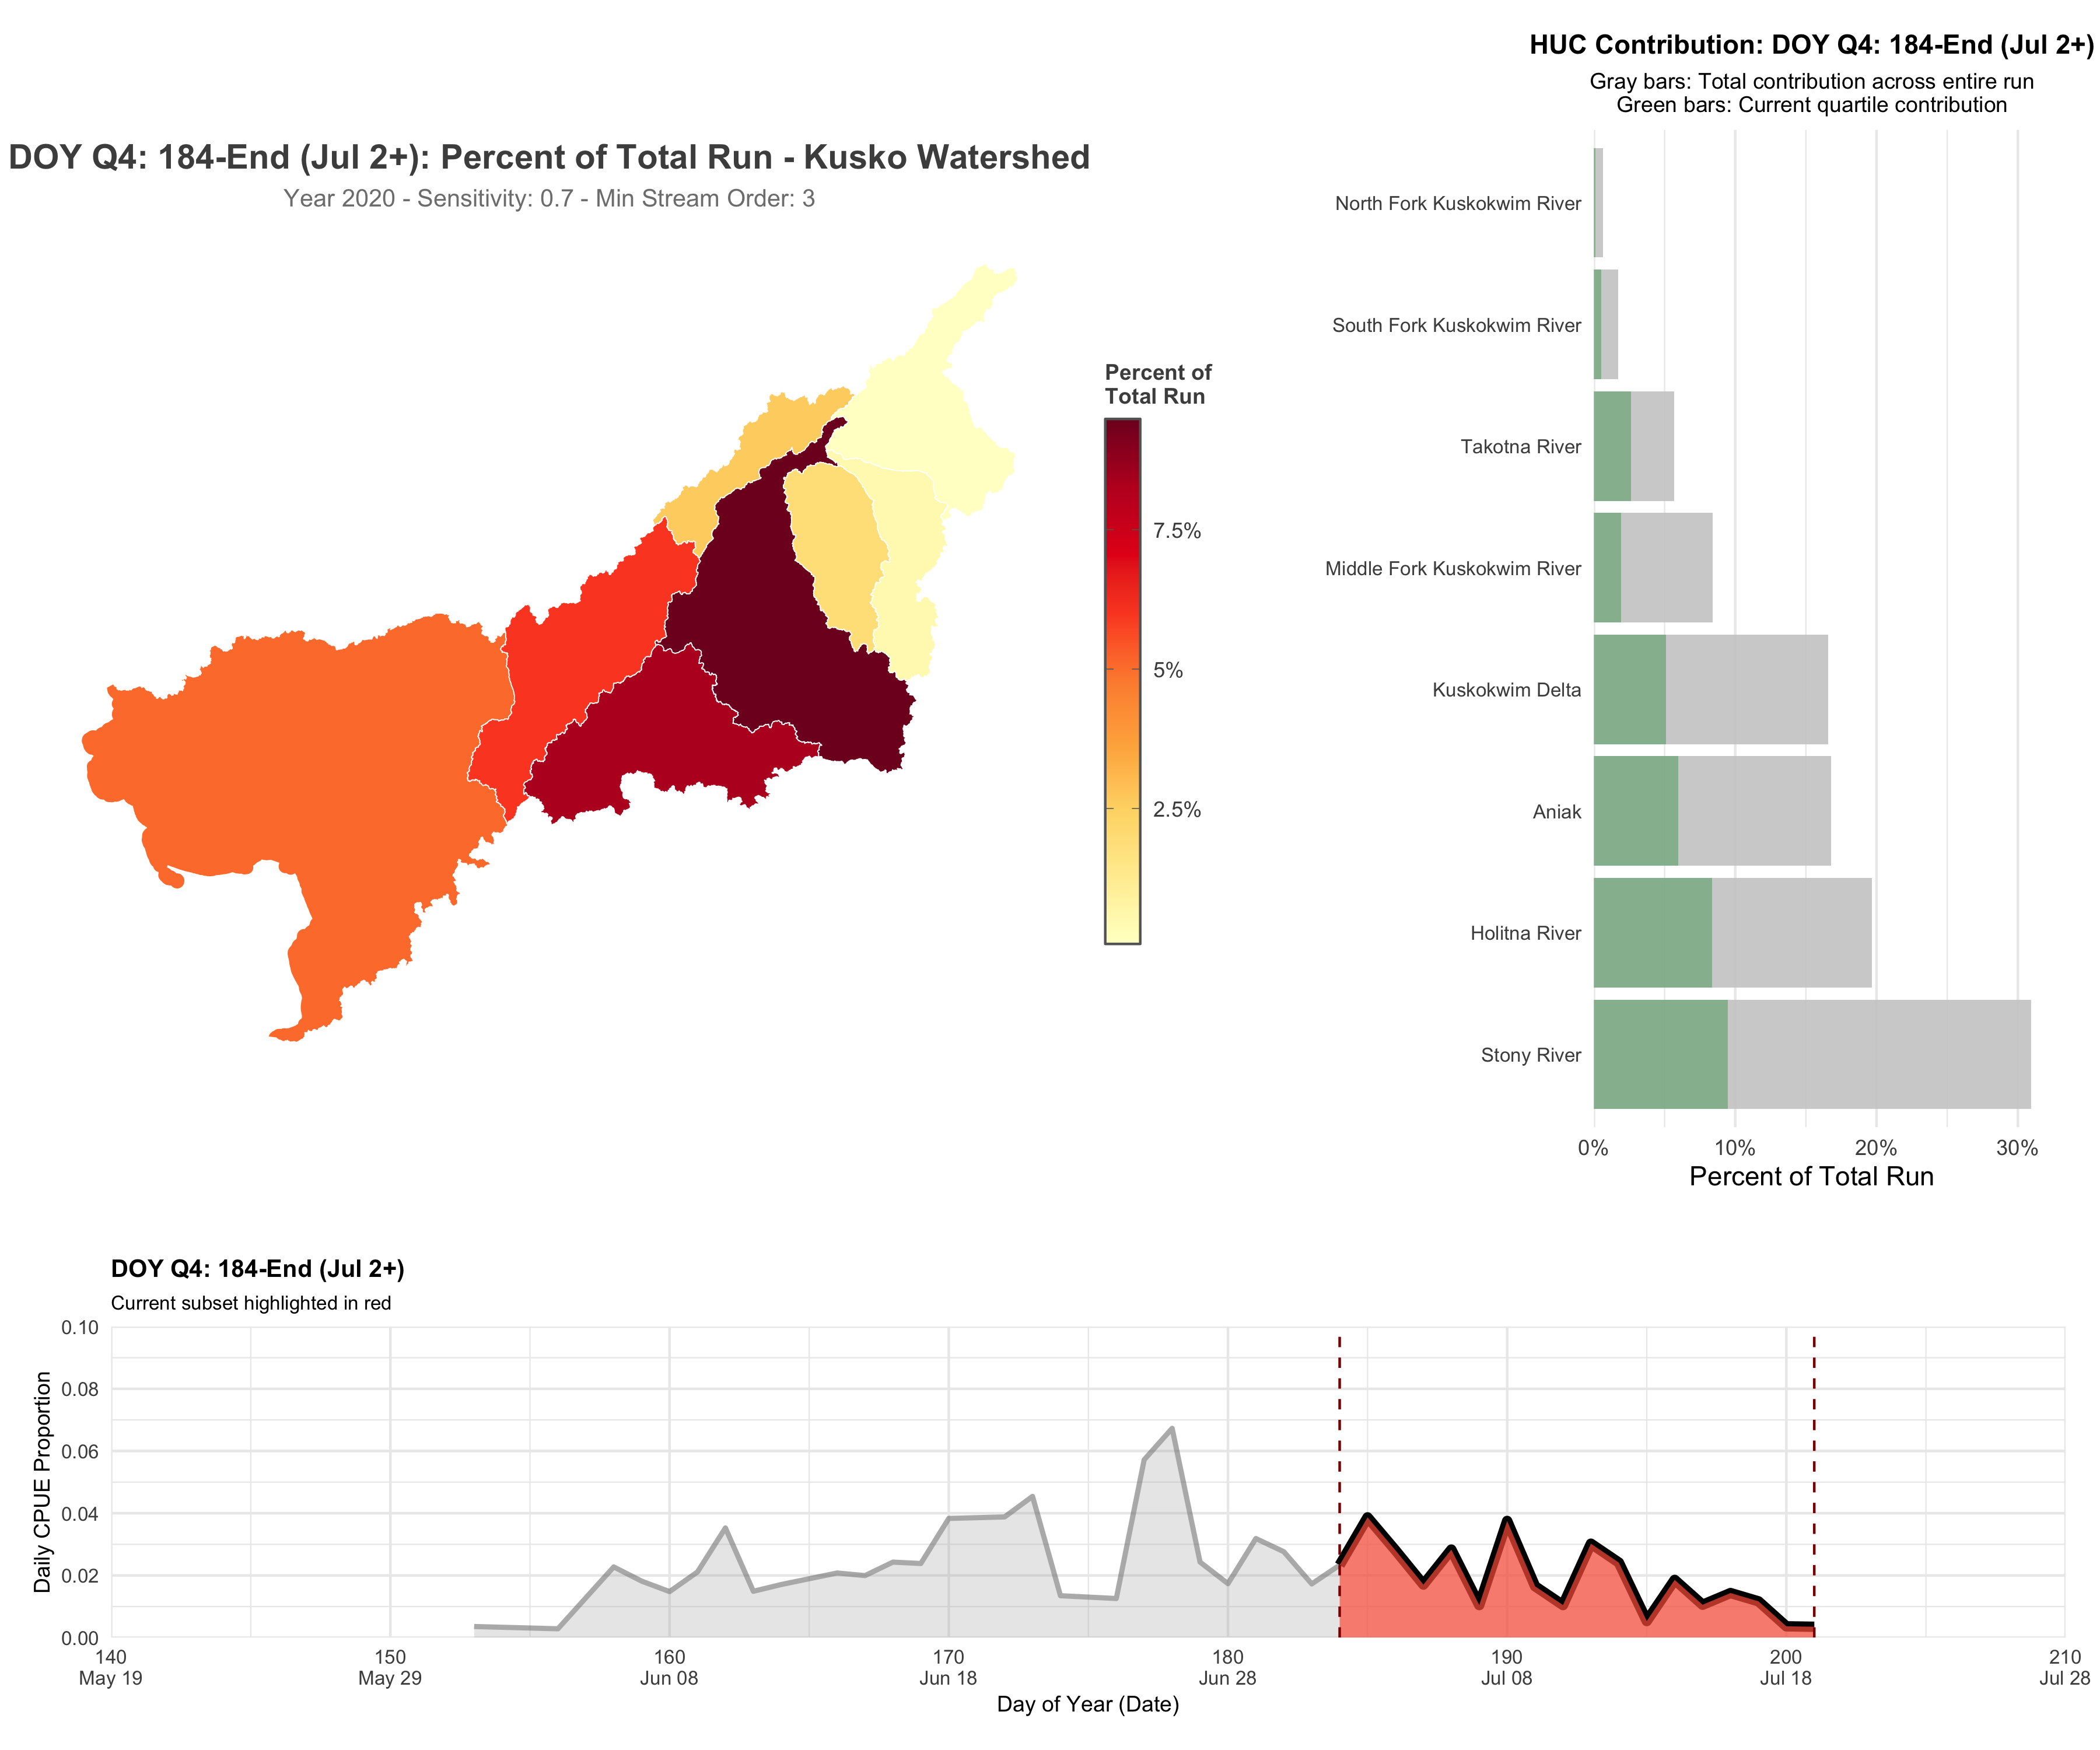 HUC Contribution: DOY Q4: 184-End (Jul 2+)
Gray bars: Total contribution across entire run
Green bars: Current quartile contribution
DOY Q4: 184-End (Jul 2+): Percent of Total Run - Kusko Watershed
Year 2020 - Sensitivity: 0.7 - Min Stream Order: 3
Percent of
Total Run
7.5%
5%
2.5%
North Fork Kuskokwim River
South Fork Kuskokwim River
Takotna River
Middle Fork Kuskokwim River
Kuskokwim Delta
Aniak
Holitna River
Stony River
0% 10% 20% 30%
Percent of Total Run
DOY Q4: 184-End (Jul 2+)
Current subset highlighted in red
Daily CPUE Proportion
0.10
0.08
0.06
0.04
0.02
0.00
140 150 160 170 180 190 200 210
May 19 May 29 Jun 08 Jun 18 Jun 28 Jul 08 Jul 18 Jul 28
Day of Year (Date)